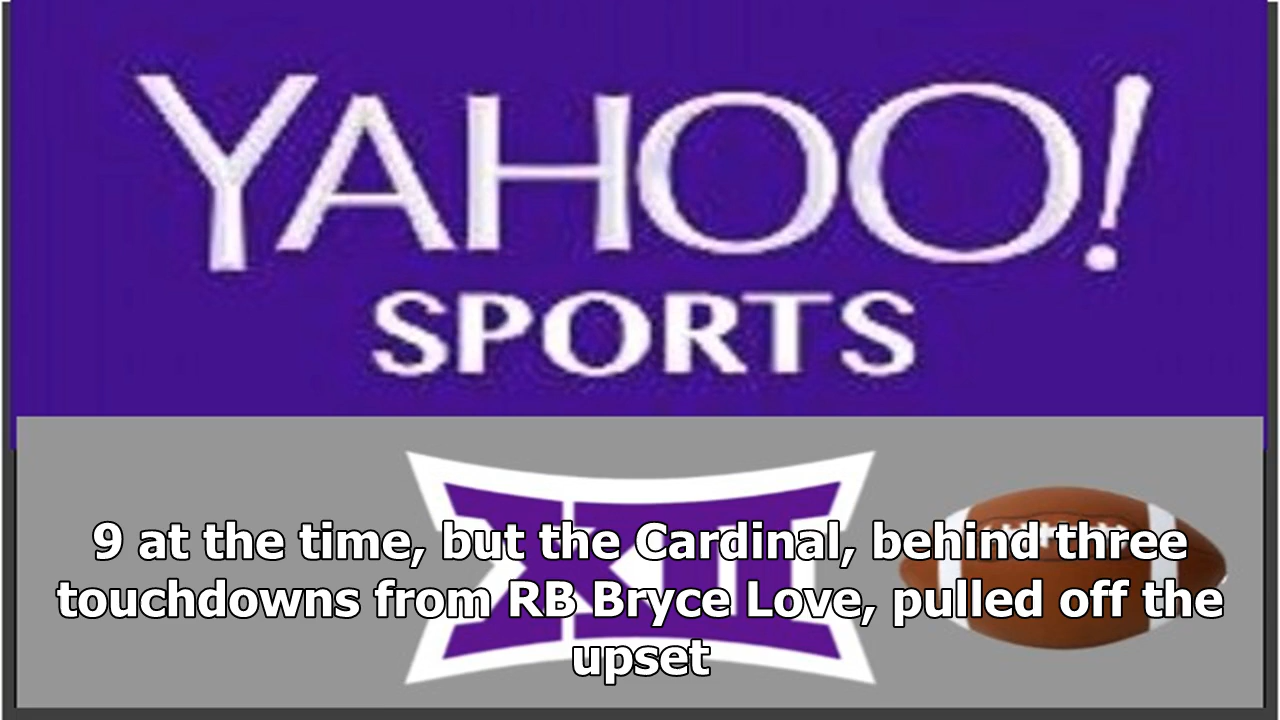 YAHOO!
SPORTS
XII
9 at the time, but the Cardinal, behind three
touchdowns from RB Bryce Love, pulled off the
upset